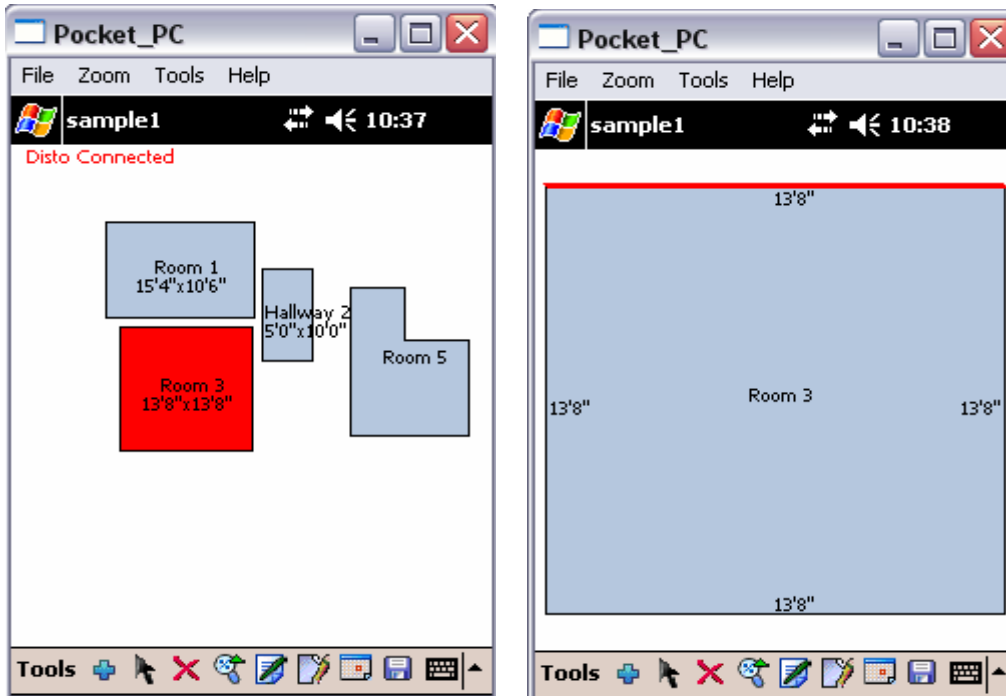 Pocket_PC
File Zoom Tools Help
sample1 10:37
Disto Connected
Room 1
15'4"x10'6"
Hallway 2
5'0"x10'0"
Room 5
Room 3
13'8"x13'8"
Tools
Pocket_PC
File Zoom Tools Help
sample1 10:38
13'8"
13'8" Room 3 13'8"
13'8"
Tools